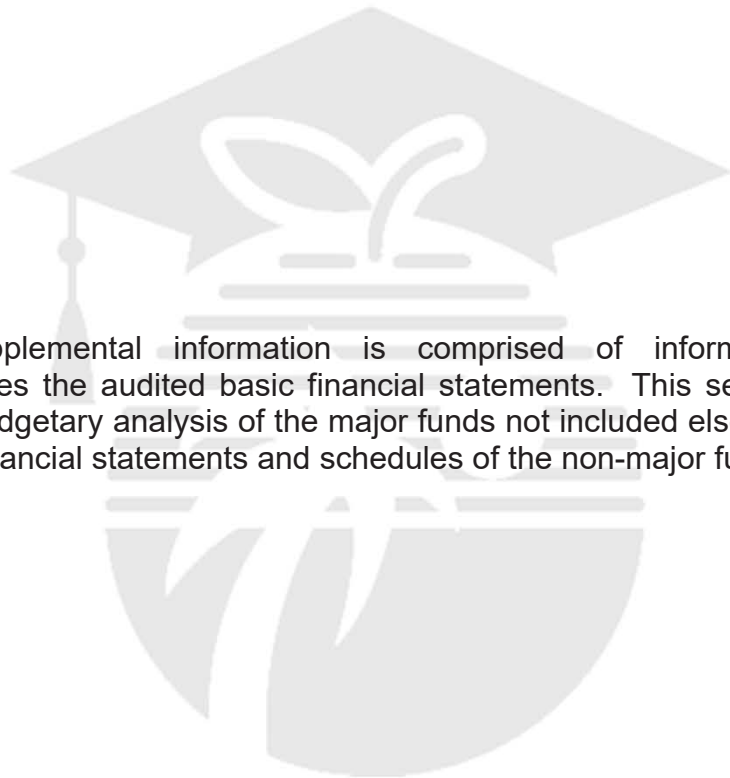 pplemental information is comprised of inform
es the audited basic financial statements. This se
dgetary analysis of the major funds not included els
ancial statements and schedules of the non-major fu